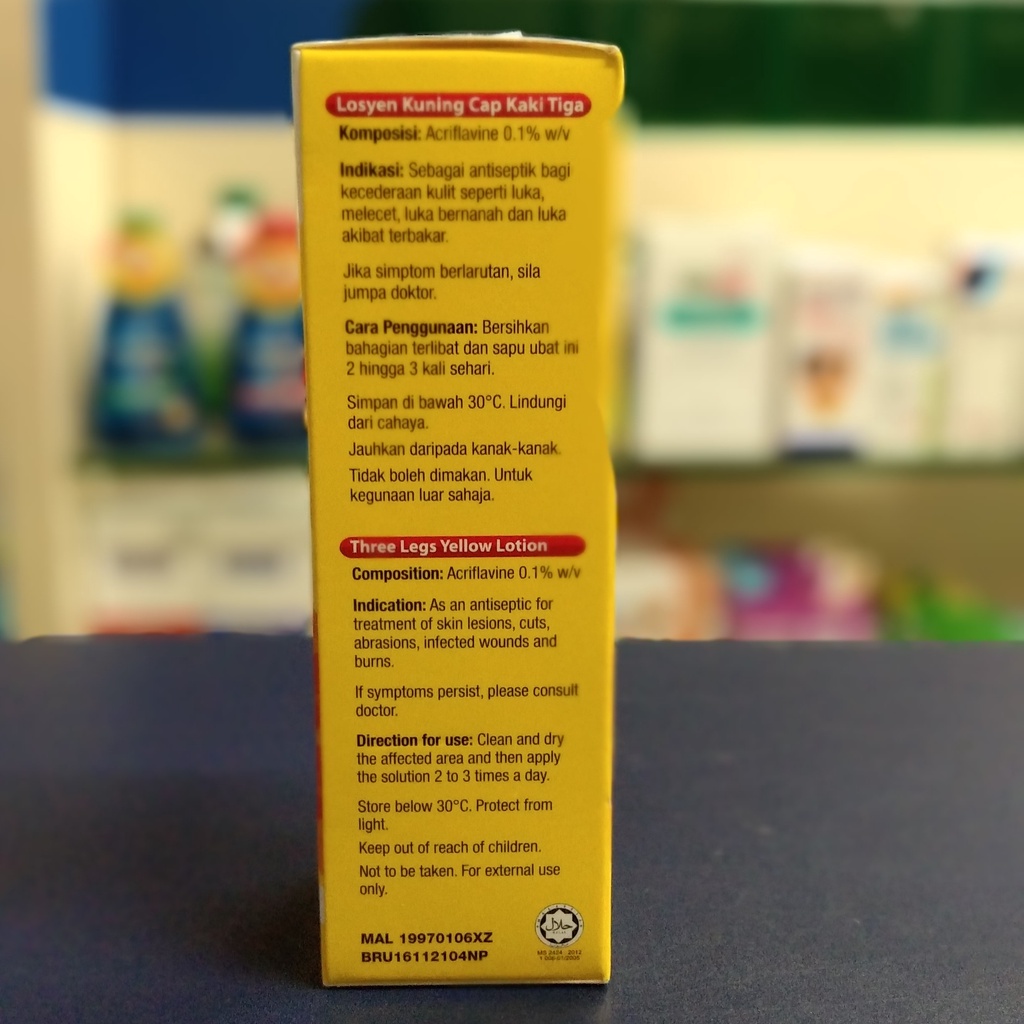 Losyen Kuning Cap Kaki Tiga
Komposisi: Acriflavine 0.1% w/v
Indikasi: Sebagai antiseptik bagi
kecederaan kulit seperti luka,
melecet, luka bernanah dan luka
akibat terbakar.
Jika simptom berlarutan, sila
jumpa doktor.
Cara Penggunaan: Bersihkan
bahagian terlibat dan sapu ubat ini
2 hingga 3 kali sehari.
Simpan di bawah 30°C. Lindungi
dari cahaya.
Jauhkan daripada kanak-kanak.
Tidak boleh dimakan. Untuk
kegunaan luar sahaja.
Three Legs Yellow Lotion
Composition: Acriflavine 0.1% w/v
Indication: As an antiseptic for
treatment of skin lesions, cuts,
abrasions, infected wounds and
burns.
If symptoms persist, please consult
doctor.
Direction for use: Clean and dry
the affected area and then apply
the solution 2 to 3 times a day.
Store below 30°C. Protect from
light.
Keep out of reach of children.
Not to be taken. For external use
only.
حلال
MAL 19970106XZ
BRU16112104NP